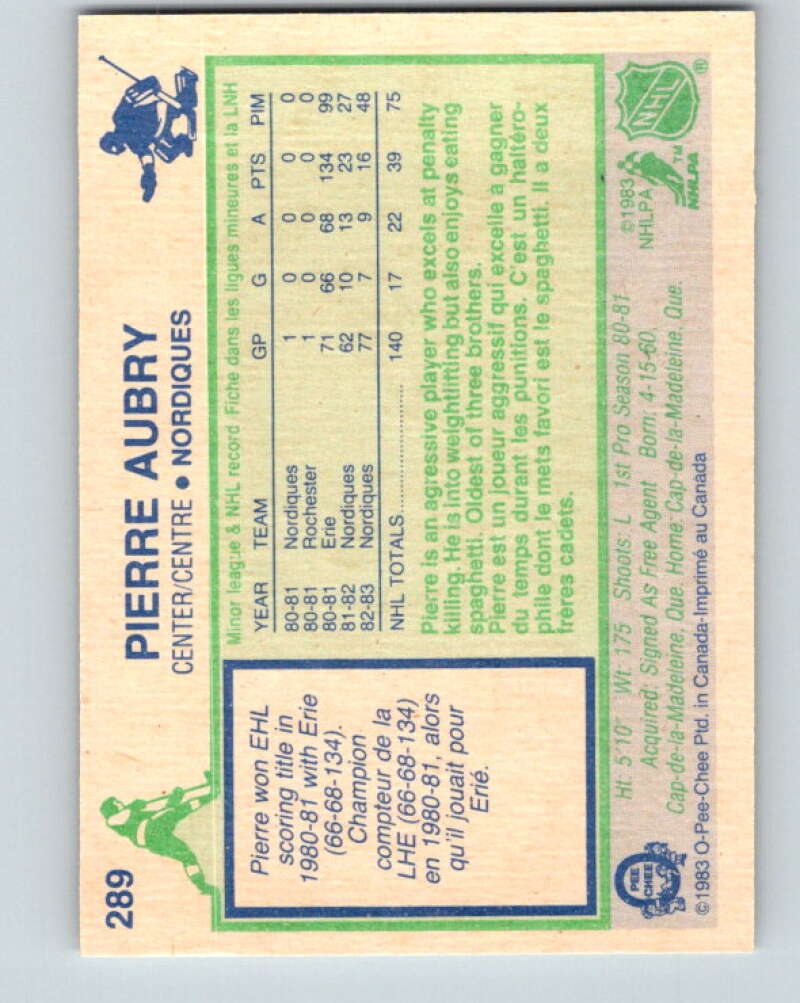 289
PIERRE AUBRY
CENTER/CENTRE • NORDIQUES
Pierre won EHL
scoring title in
1980-81 with Erie
(66-68-134).
Champion
compteur de la
LHE (66-68-134)
en 1980-81, alors
qu'il jouait pour
Erié.
Minor league & NHL record Fiche dans les ligues mineures et la LNH
YEAR TEAM GP G A PTS PIM
80-81 Nordiques 1 0 0 0 0
80-81 Rochester 1 0 0 0 0
80-81 Erie 71 66 68 134 99
81-82 Nordiques 62 10 13 23 27
82-83 Nordiques 77 7 9 16 48
NHL TOTALS 140 17 22 39 75
Pierre is an agressive player who excels at penalty
killing. He is into weightlifting but also enjoys eating
spaghetti. Oldest of three brothers.
Pierre est un joueur aggressif qui excelle à gagner
du temps durant les punitions. C'est un haltéro-
phile dont le mets favori est le spaghetti. Il a deux
frères cadets.
Ht: 5'10" Wt: 175 Shoots: L 1st Pro Season 80-81
Acquired: Signed As Free Agent Born: 4-15-60,
Cap-de-la-Madeleine, Que. Home: Cap-de-la-Madeleine, Que.
©1983 O-Pee-Chee Ptd. in Canada-Imprimé au Canada
O PEE CHEE
©1983
NHLPA
NHLPA™
NHL®